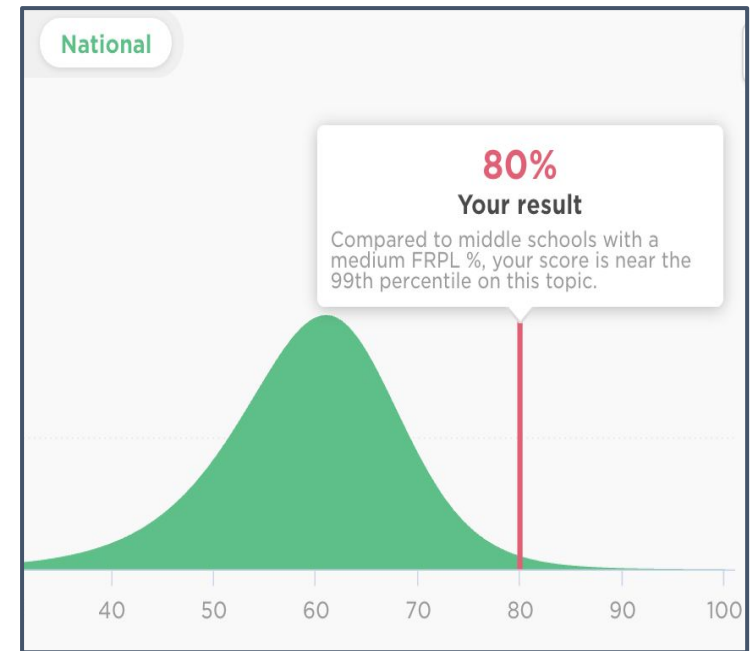 National
80%
Your result
Compared to middle schools with a
medium FRPL %, your score is near the
99th percentile on this topic.
40 50 60 70 80 90 100